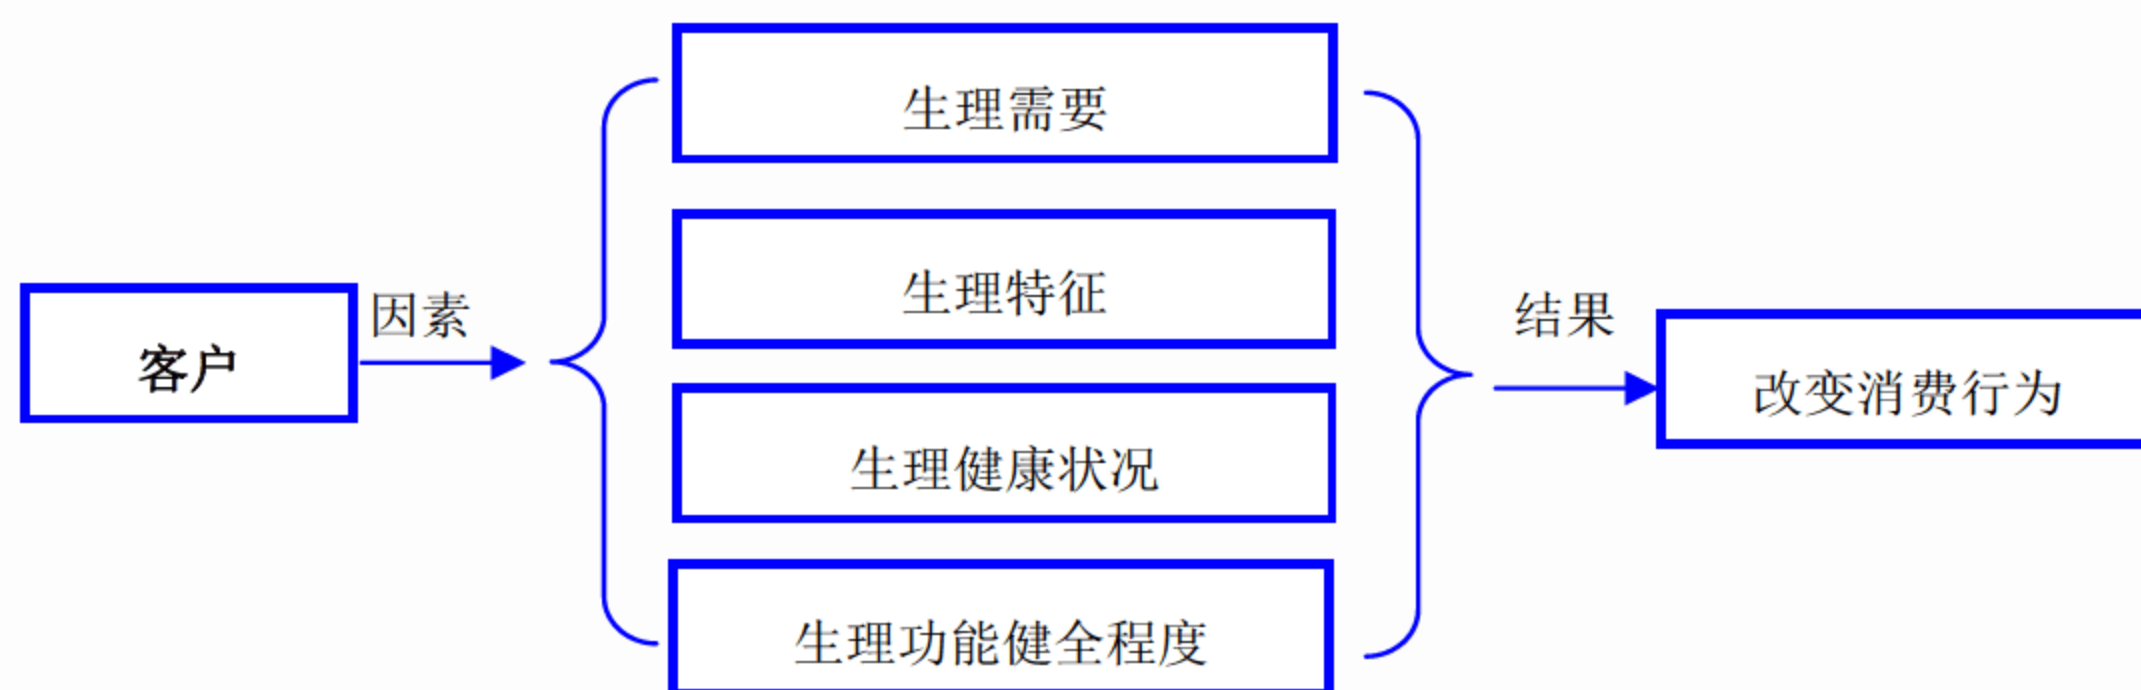 客户
因素
生理需要
生理特征
生理健康状况
生理功能健全程度
结果
改变消费行为